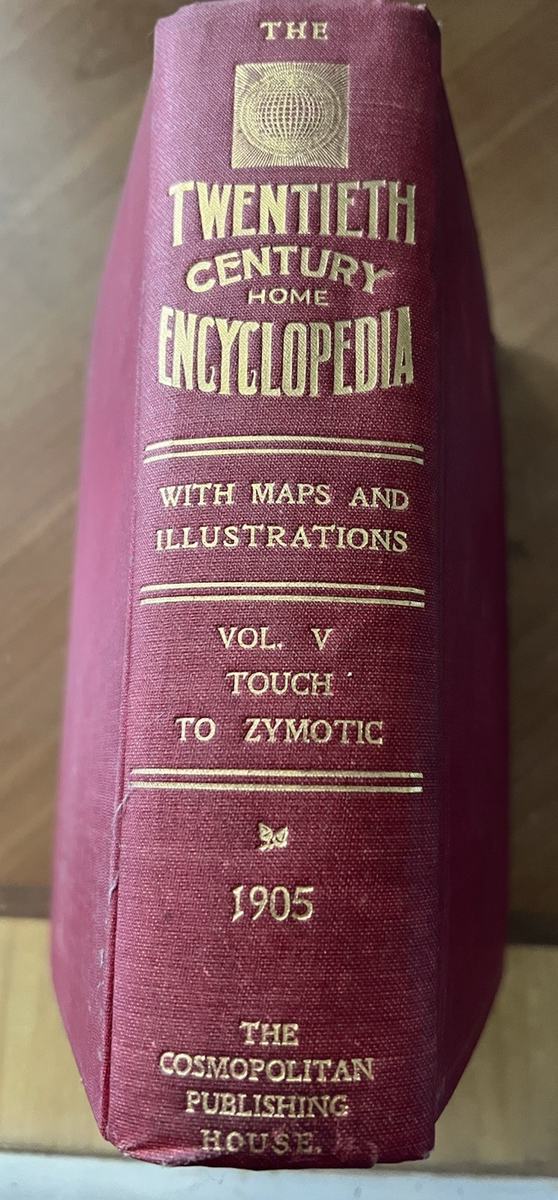 THE
TWENTIETH
CENTURY
HOME
ENCYCLOPEDIA
WITH MAPS AND
ILLUSTRATIONS
VOL. V
TOUCH
TO ZYMOTIC
1905
THE
COSMOPOLITAN
PUBLISHING
HOUSE.